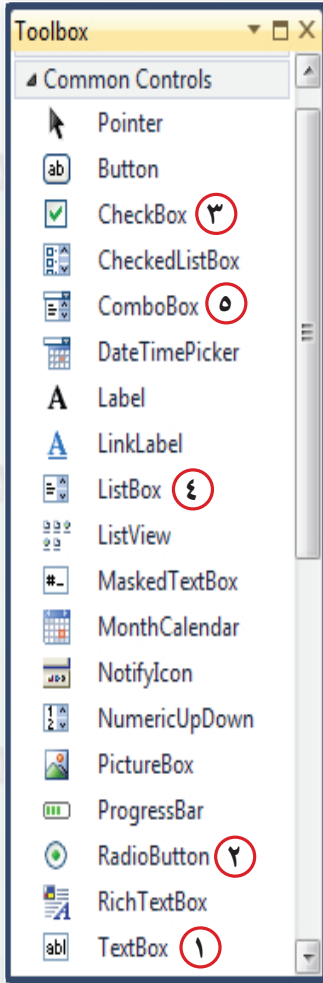 Toolbox
Common Controls
Pointer
Button
CheckBox ٣
CheckedListBox
ComboBox ٥
DateTimePicker
A Label
A LinkLabel
ListBox ٤
ListView
#_ MaskedTextBox
MonthCalendar
NotifyIcon
NumericUpDown
PictureBox
ProgressBar
RadioButton ٢
RichTextBox
abl TextBox ١